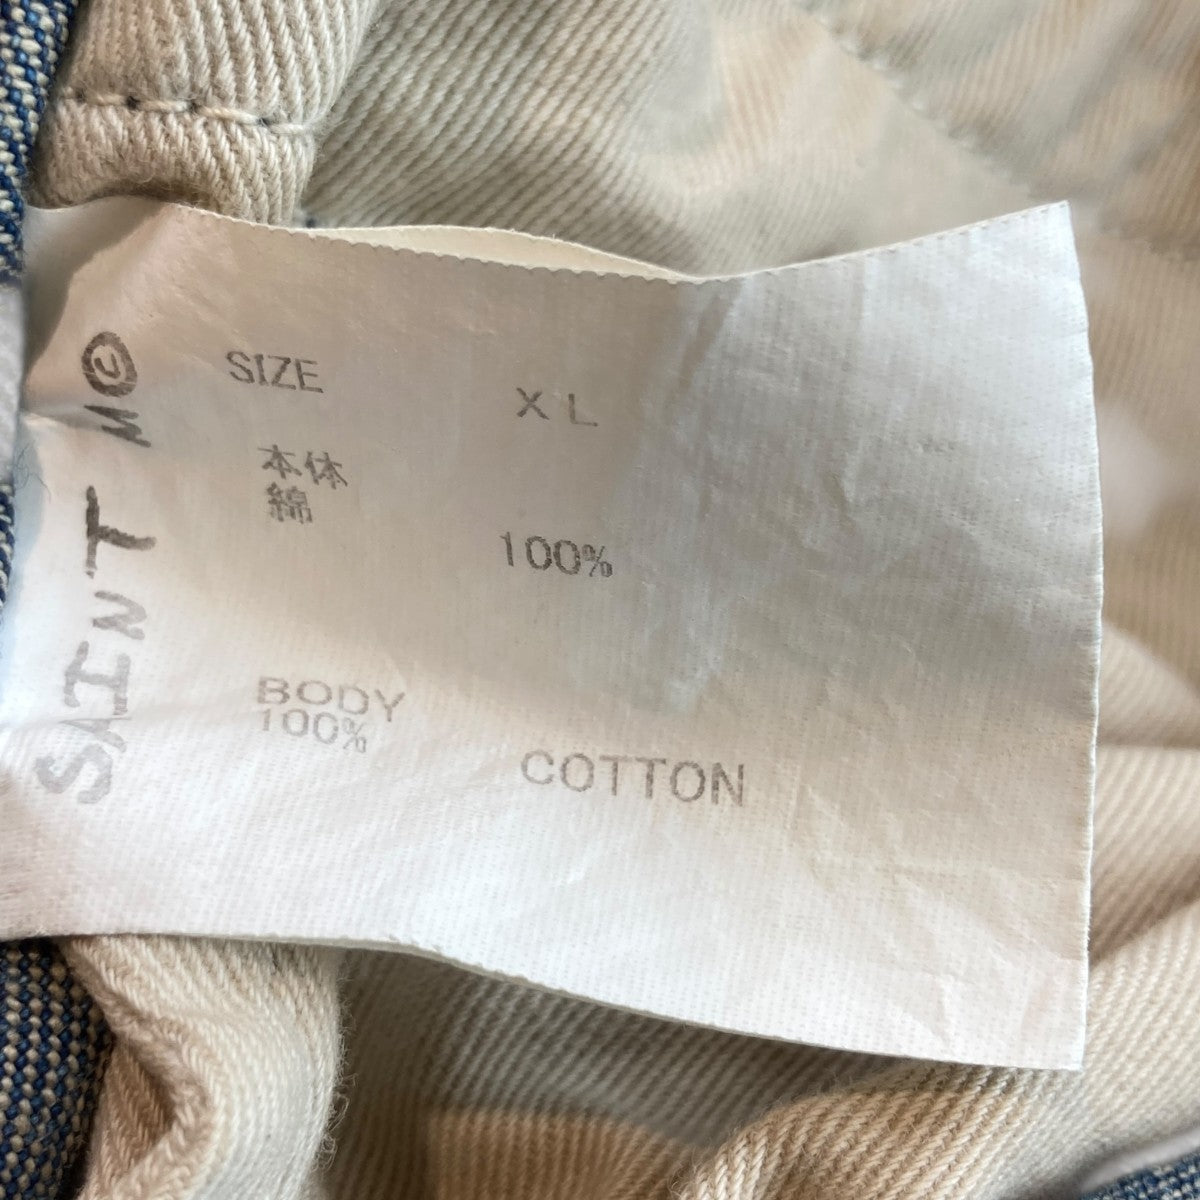 SAINT M©
SIZE XL
本体
綿 100%
BODY
100% COTTON